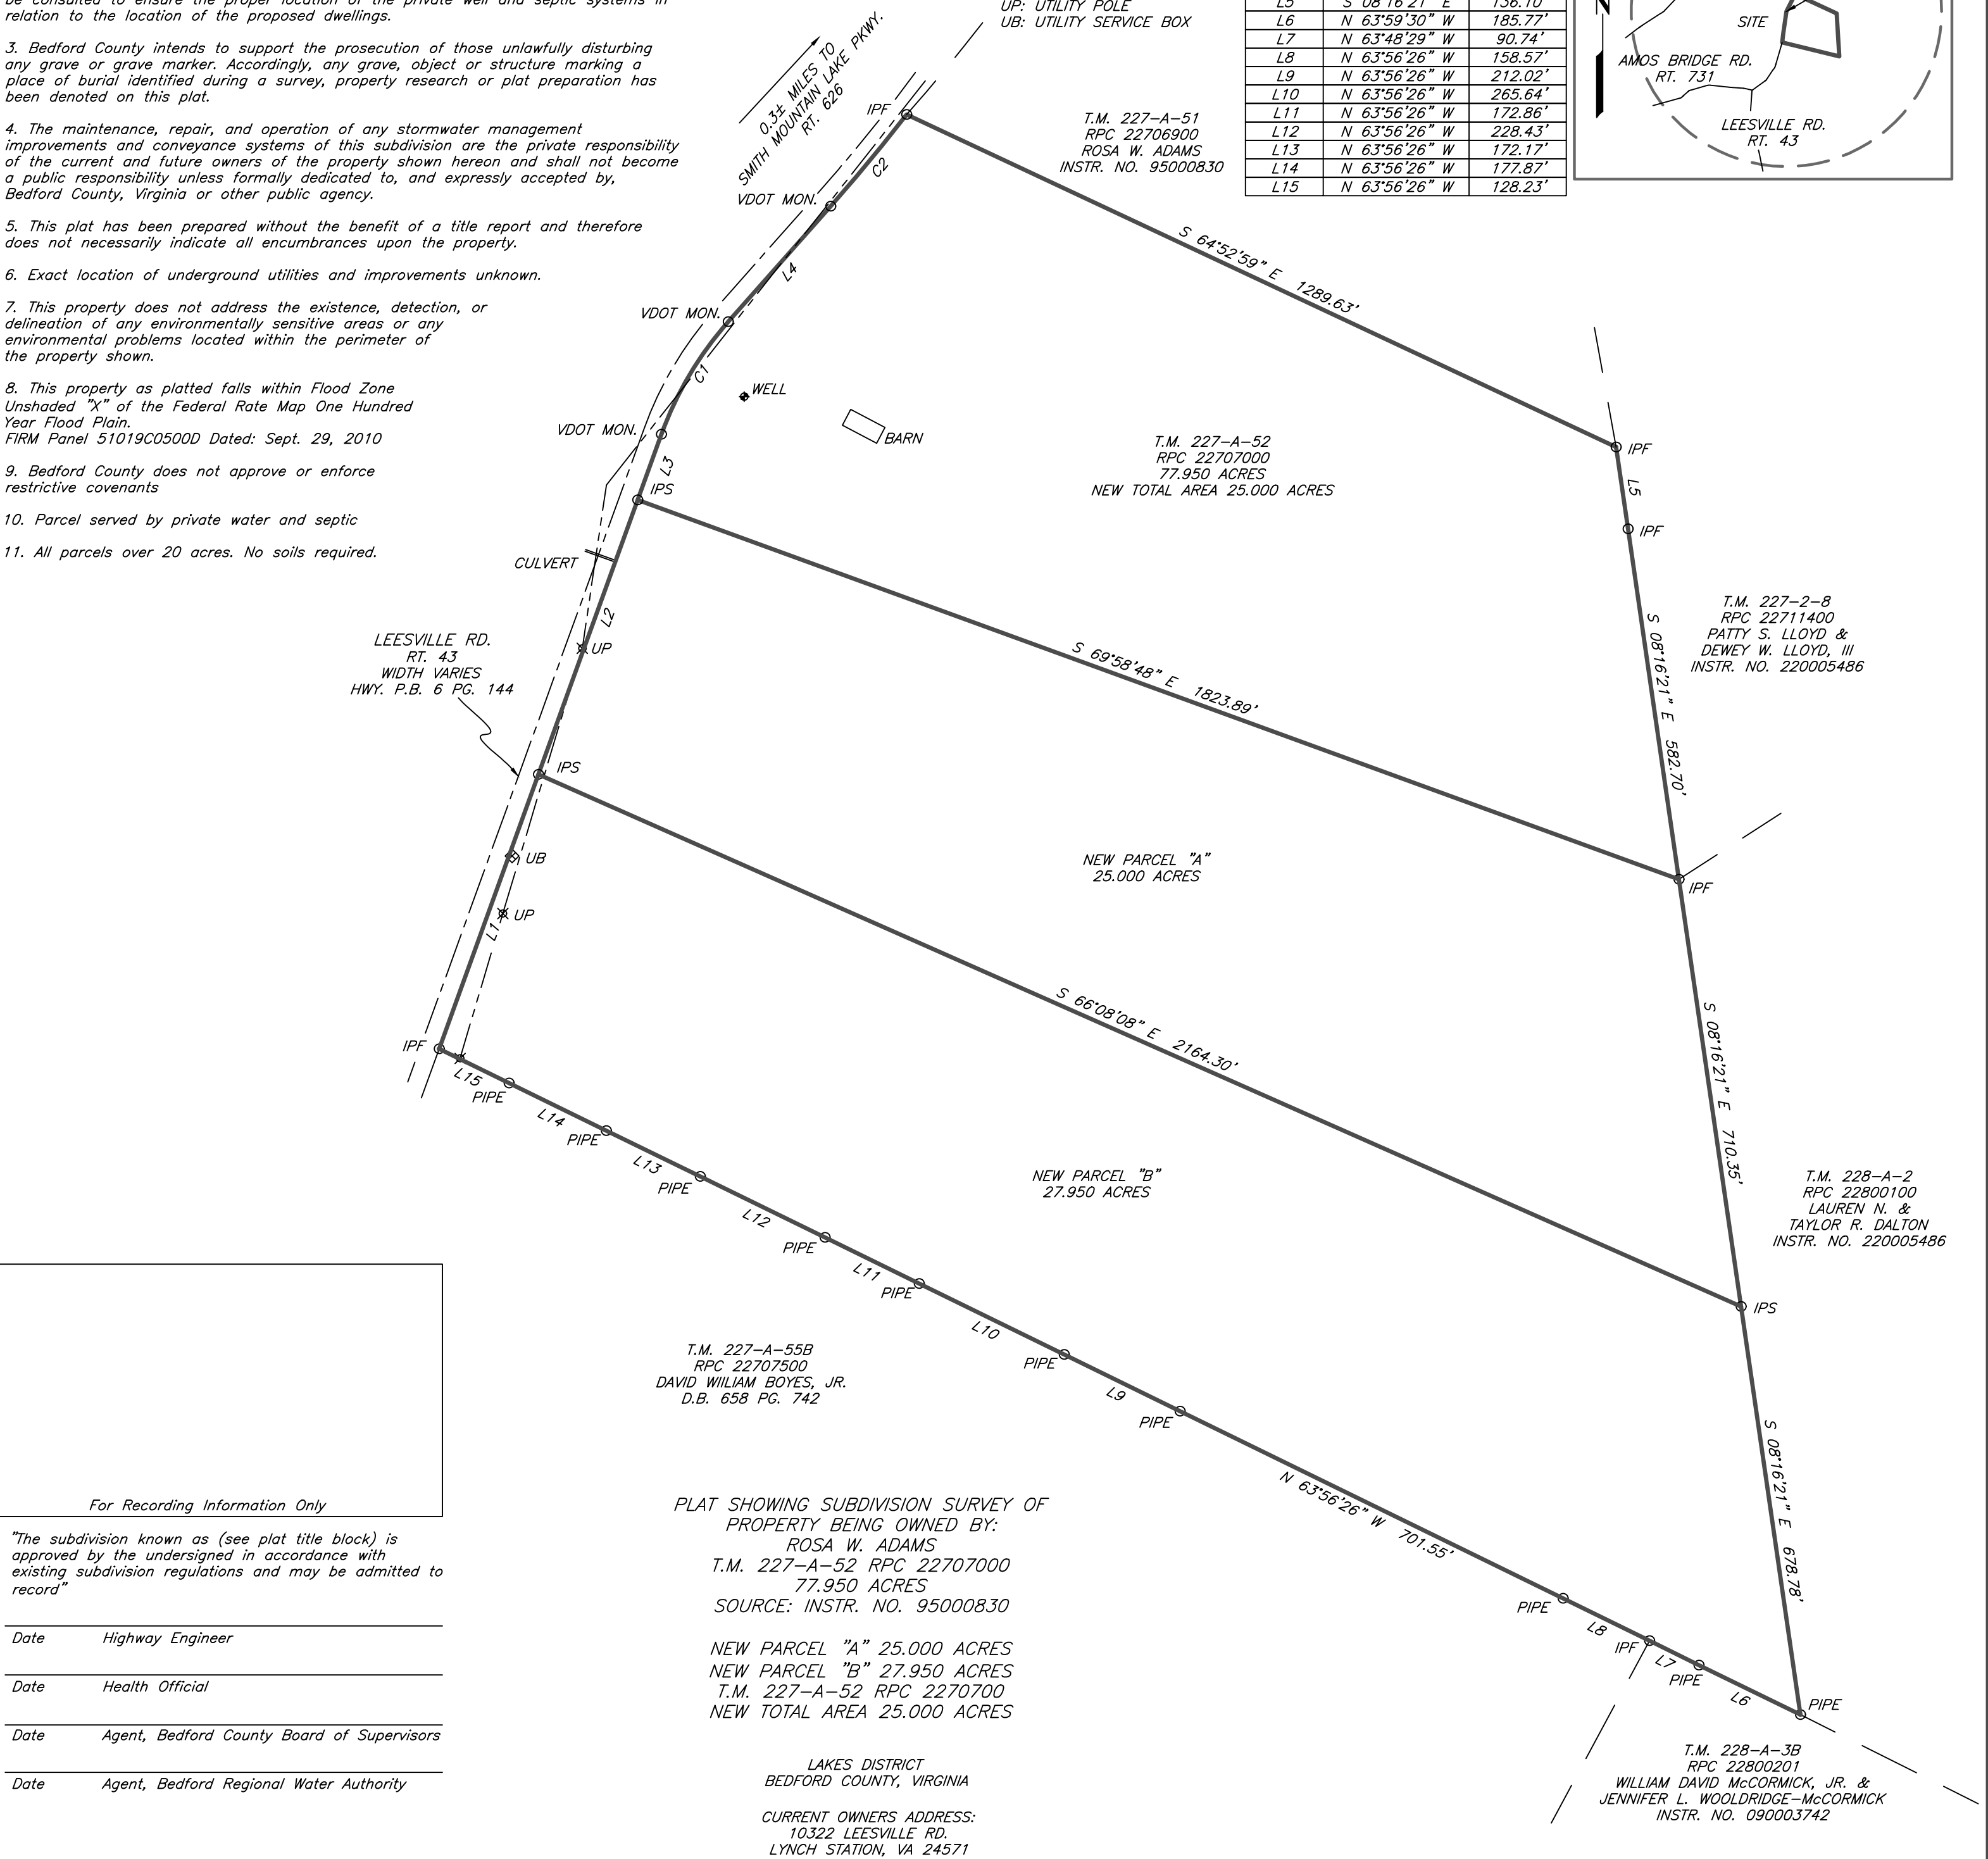 be consulted to ensure the proper location of the private well and septic systems in
relation to the location of the proposed dwellings.
3. Bedford County intends to support the prosecution of those unlawfully disturbing
any grave or grave marker. Accordingly, any grave, object or structure marking a
place of burial identified during a survey, property research or plat preparation has
been denoted on this plat.
4. The maintenance, repair, and operation of any stormwater management
improvements and conveyance systems of this subdivision are the private responsibility
of the current and future owners of the property shown hereon and shall not become
a public responsibility unless formally dedicated to, and expressly accepted by,
Bedford County, Virginia or other public agency.
5. This plat has been prepared without the benefit of a title report and therefore
does not necessarily indicate all encumbrances upon the property.
6. Exact location of underground utilities and improvements unknown.
7. This property does not address the existence, detection, or
delineation of any environmentally sensitive areas or any
environmental problems located within the perimeter of
the property shown.
8. This property as platted falls within Flood Zone
Unshaded "X" of the Federal Rate Map One Hundred
Year Flood Plain.
FIRM Panel 51019C0500D Dated: Sept. 29, 2010
9. Bedford County does not approve or enforce
restrictive covenants
10. Parcel served by private water and septic
11. All parcels over 20 acres. No soils required.
UP: UTILITY POLE
UB: UTILITY SERVICE BOX
L5 S 08°16'21" E 136.10'
L6 N 63°59'30" W 185.77'
L7 N 63°48'29" W 90.74'
L8 N 63°56'26" W 158.57'
L9 N 63°56'26" W 212.02'
L10 N 63°56'26" W 265.64'
L11 N 63°56'26" W 172.86'
L12 N 63°56'26" W 228.43'
L13 N 63°56'26" W 172.17'
L14 N 63°56'26" W 177.87'
L15 N 63°56'26" W 128.23'
N
SITE
AMOS BRIDGE RD.
RT. 731
LEESVILLE RD.
RT. 43
0.3± MILES TO
SMITH MOUNTAIN LAKE PKWY.
RT. 626
IPF
C2
VDOT MON.
L4
VDOT MON.
C1
VDOT MON.
L3
IPS
WELL
BARN
T.M. 227-A-51
RPC 22706900
ROSA W. ADAMS
INSTR. NO. 95000830
S 64°52'59" E 1289.63'
IPF
L5
IPF
T.M. 227-A-52
RPC 22707000
77.950 ACRES
NEW TOTAL AREA 25.000 ACRES
CULVERT
L2
UP
LEESVILLE RD.
RT. 43
WIDTH VARIES
HWY. P.B. 6 PG. 144
S 69°58'48" E 1823.89'
S 08°16'21" E 582.70'
T.M. 227-2-8
RPC 22711400
PATTY S. LLOYD &
DEWEY W. LLOYD, III
INSTR. NO. 220005486
IPS
UB
UP
L1
NEW PARCEL "A"
25.000 ACRES
IPF
S 66°08'08" E 2164.30'
S 08°16'21" E 710.35'
IPF
L15
PIPE
L14
PIPE
L13
PIPE
L12
PIPE
L11
PIPE
L10
PIPE
L9
PIPE
NEW PARCEL "B"
27.950 ACRES
T.M. 228-A-2
RPC 22800100
LAUREN N. &
TAYLOR R. DALTON
INSTR. NO. 220005486
IPS
S 08°16'21" E 678.78'
T.M. 227-A-55B
RPC 22707500
DAVID WIILIAM BOYES, JR.
D.B. 658 PG. 742
N 63°56'26" W 701.55'
PIPE
L8
IPF
L7
PIPE
L6
PIPE
T.M. 228-A-3B
RPC 22800201
WILLIAM DAVID McCORMICK, JR. &
JENNIFER L. WOOLDRIDGE-McCORMICK
INSTR. NO. 090003742
For Recording Information Only
"The subdivision known as (see plat title block) is
approved by the undersigned in accordance with
existing subdivision regulations and may be admitted to
record"
Date Highway Engineer
Date Health Official
Date Agent, Bedford County Board of Supervisors
Date Agent, Bedford Regional Water Authority
PLAT SHOWING SUBDIVISION SURVEY OF
PROPERTY BEING OWNED BY:
ROSA W. ADAMS
T.M. 227-A-52 RPC 22707000
77.950 ACRES
SOURCE: INSTR. NO. 95000830
NEW PARCEL "A" 25.000 ACRES
NEW PARCEL "B" 27.950 ACRES
T.M. 227-A-52 RPC 2270700
NEW TOTAL AREA 25.000 ACRES
LAKES DISTRICT
BEDFORD COUNTY, VIRGINIA
CURRENT OWNERS ADDRESS:
10322 LEESVILLE RD.
LYNCH STATION, VA 24571